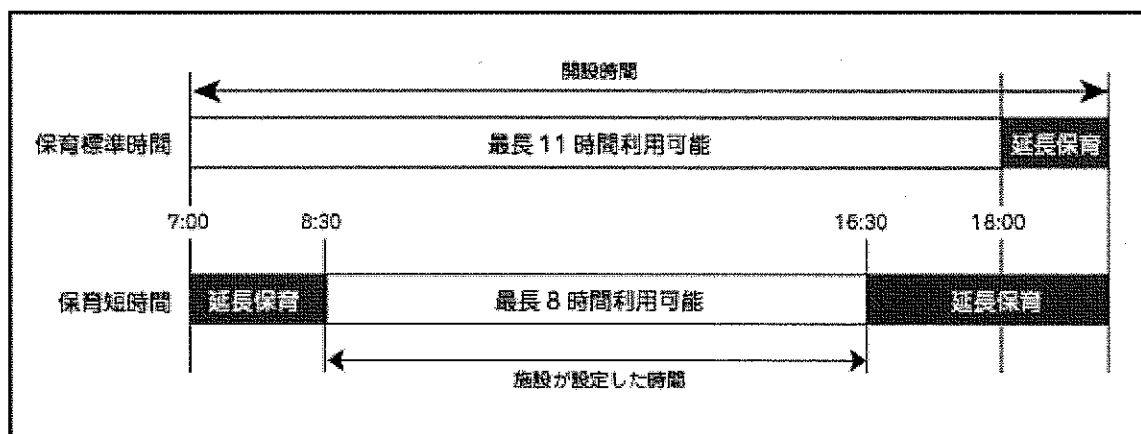 開設時間
保育標準時間 最長11時間利用可能 延長保育
7:00 8:30 16:30 18:00
保育短時間 延長保育 最長8時間利用可能 延長保育
施設が設定した時間